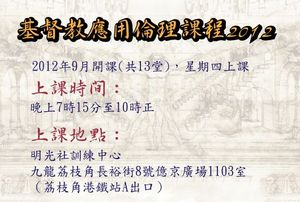 基督教應用倫理課程2012
2012年9月開課(共13堂)，星期四上課
上課時間：
晚上7時15分至10時正
上課地點：
明光社訓練中心
九龍荔枝角長裕街8號億京廣場1103室
（荔枝角港鐵站A出口）